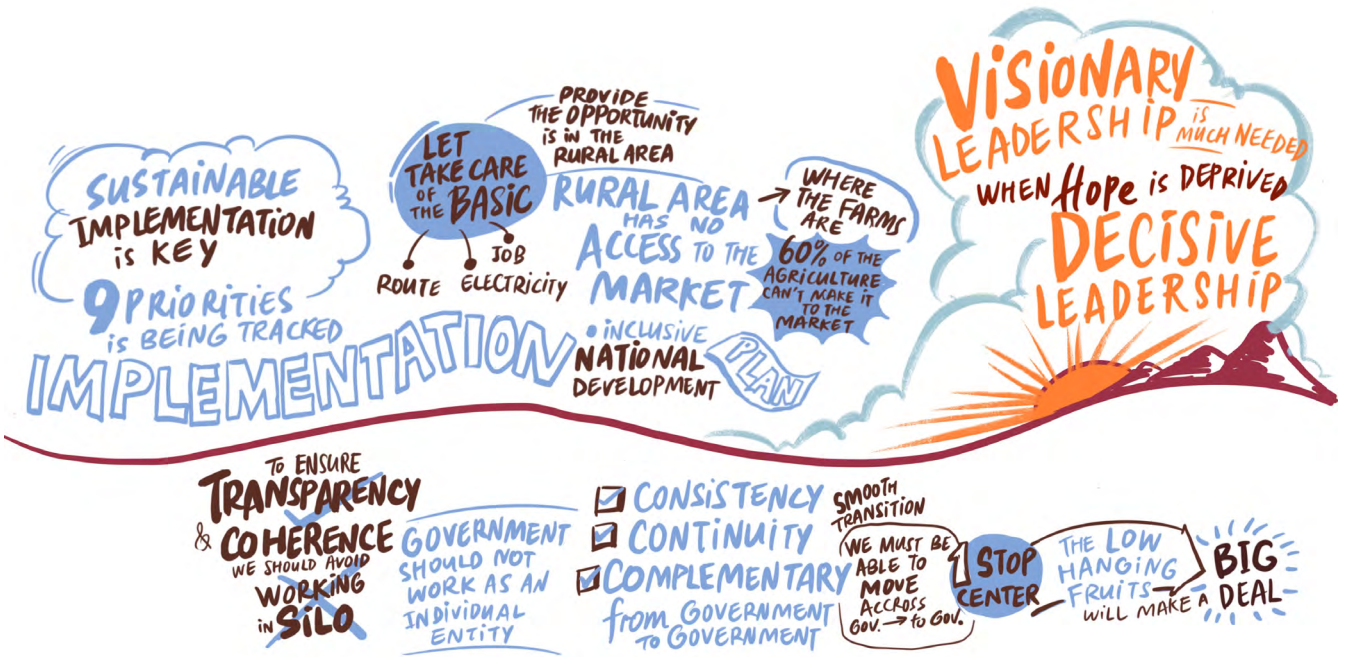 SUSTAINABLE
IMPLEMENTATION
is KEY
9 PRIORITIES
is BEING TRACKED
IMPLEMENTATION
LET
TAKE CARE
OF
THE BASIC
ROUTE
ELECTRICITY
JOB
PROVIDE
THE OPPORTUNITY
is IN THE
RURAL AREA
RURAL AREA
HAS NO
ACCESS TO THE
MARKET
WHERE
THE FARMS
ARE
60% OF THE
AGRICULTURE
CAN'T MAKE IT
TO THE
MARKET
• INCLUSIVE
NATIONAL
DEVELOPMENT
PLAN
VISIONARY
LEADERSHIP is
MUCH NEEDED
WHEN Hope is DEPRIVED
DECISIVE
LEADERSHIP
TO ENSURE
TRANSPARENCY
& COHERENCE
WE SHOULD AVOID
WORKING
in SILO
GOVERNMENT
SHOULD NOT
WORK AS AN
INDIVIDUAL
ENTITY
CONSISTENCY
CONTINUITY
COMPLEMENTARY
from GOVERNMENT
TO GOVERNMENT
SMOOTH
TRANSITION
WE MUST BE
ABLE TO
MOVE
ACCROSS
GOV. → to GOV.
1 STOP
CENTER
THE LOW
HANGING
FRUITS
WILL MAKE A
BIG
DEAL